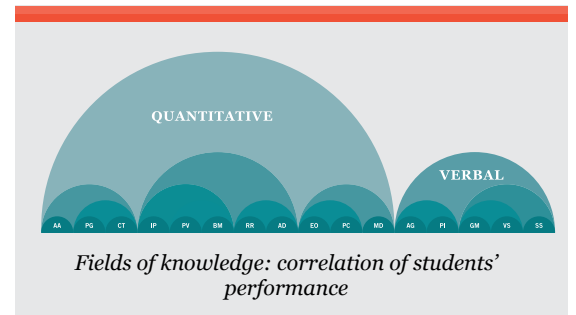 QUANTITATIVE
VERBAL
AA PG CT IP PV BM RR AD EO PC MD AG PI GM VS SS
Fields of knowledge: correlation of students’
performance